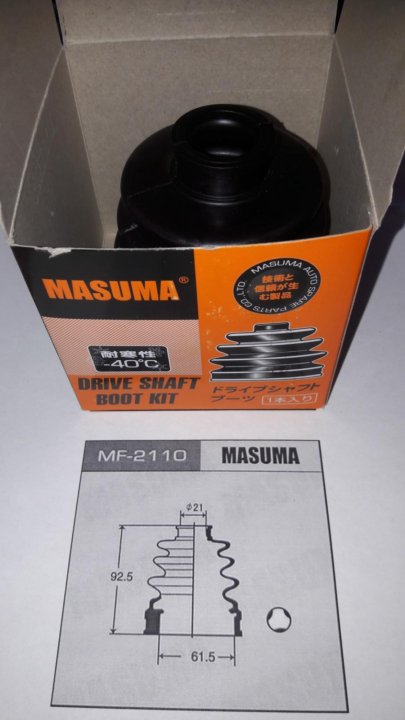 MASUMA®
耐塞性
-40℃
DRIVE SHAFT
BOOT KIT
MASUMA AUTO SPARE PARTS CO.,LTD.
技術と
信頼が生
む製品
ドライブシャフト
ブーツ 1本入り
MF-2110 MASUMA
φ21
92.5
61.5